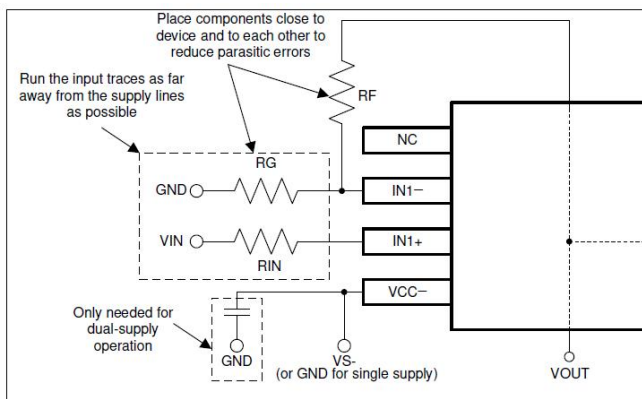 Place components close to
device and to each other to
reduce parasitic errors
Run the input traces as far
away from the supply lines
as possible
RF
NC
RG
GND
IN1−
VIN
IN1+
RIN
VCC−
Only needed for
dual-supply
operation
GND
VS-
(or GND for single supply)
VOUT